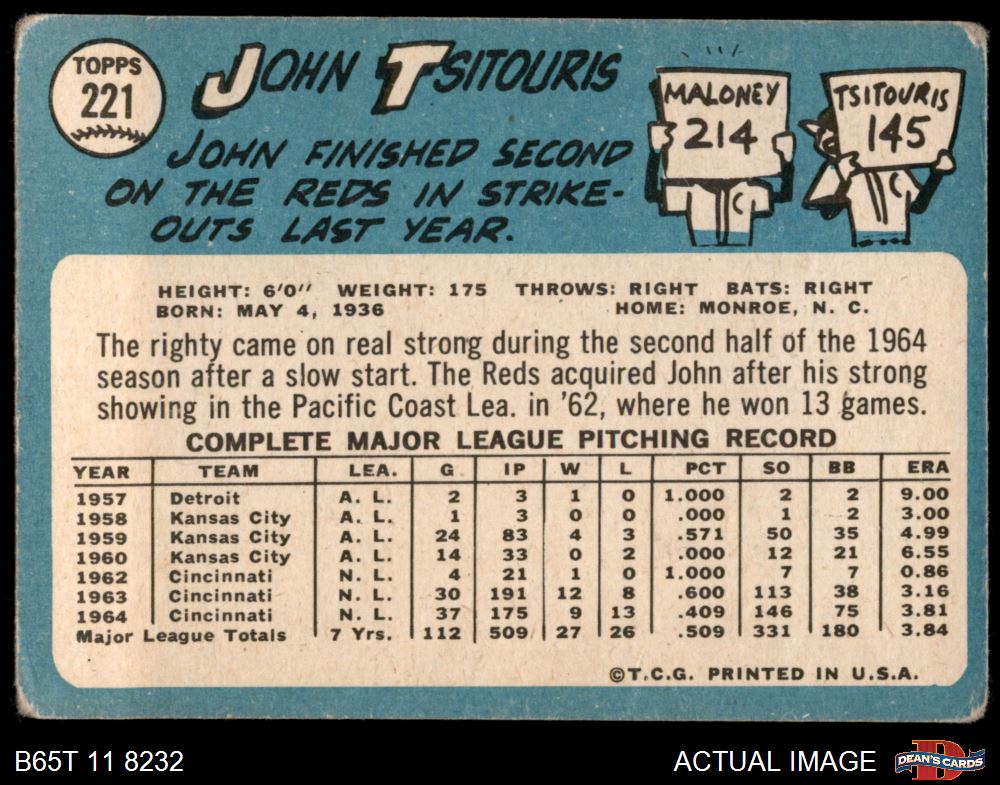 TOPPS
221
JOHN TSITOURIS
JOHN FINISHED SECOND
ON THE REDS IN STRIKE-
OUTS LAST YEAR.
MALONEY
214
TSITOURIS
145
C
C
HEIGHT: 6'0" WEIGHT: 175 THROWS: RIGHT BATS: RIGHT
BORN: MAY 4, 1936 HOME: MONROE, N. C.
The righty came on real strong during the second half of the 1964
season after a slow start. The Reds acquired John after his strong
showing in the Pacific Coast Lea. in '62, where he won 13 games.
COMPLETE MAJOR LEAGUE PITCHING RECORD
YEAR TEAM LEA. G IP W L PCT SO BB ERA
1957 Detroit A. L. 2 3 1 0 1.000 2 2 9.00
1958 Kansas City A. L. 1 3 0 0 .000 1 2 3.00
1959 Kansas City A. L. 24 83 4 3 .571 50 35 4.99
1960 Kansas City A. L. 14 33 0 2 .000 12 21 6.55
1962 Cincinnati N. L. 4 21 1 0 1.000 7 7 0.86
1963 Cincinnati N. L. 30 191 12 8 .600 113 38 3.16
1964 Cincinnati N. L. 37 175 9 13 .409 146 75 3.81
Major League Totals 7 Yrs. 112 509 27 26 .509 331 180 3.84
©T.C.G. PRINTED IN U.S.A.
B65T 11 8232
ACTUAL IMAGE
D
DEAN'S CARDS